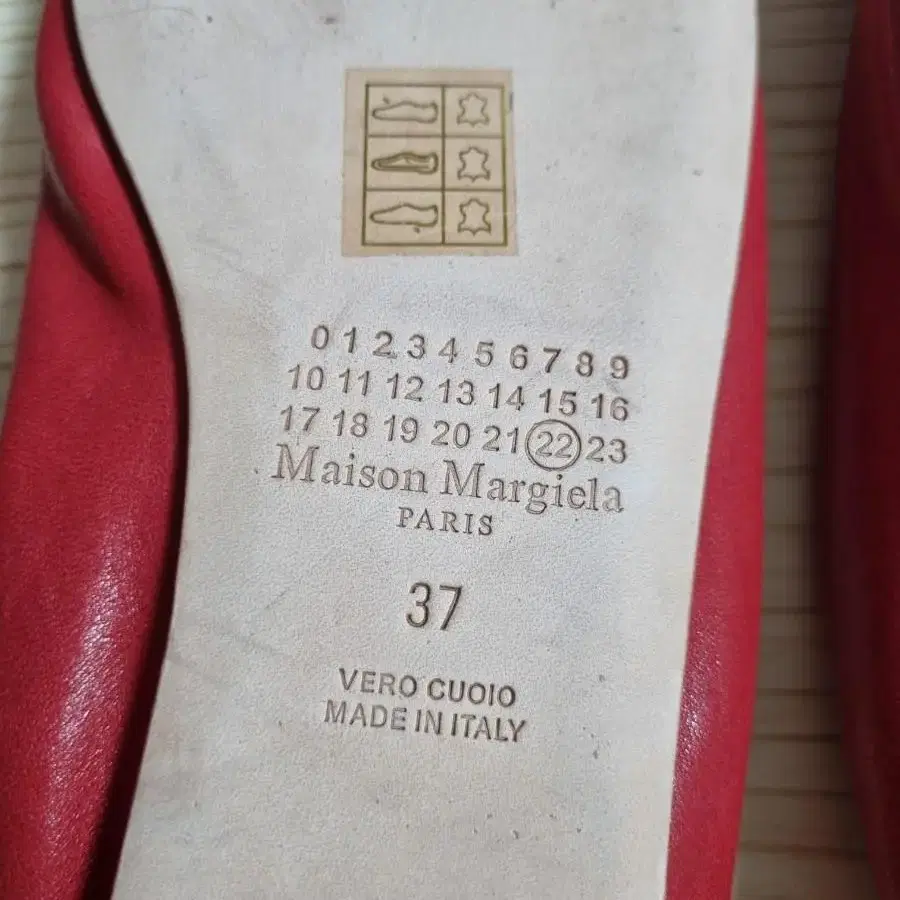 0 1 2 3 4 5 6 7 8 9
10 11 12 13 14 15 16
17 18 19 20 21 22 23
Maison Margiela
PARIS
37
VERO CUOIO
MADE IN ITALY